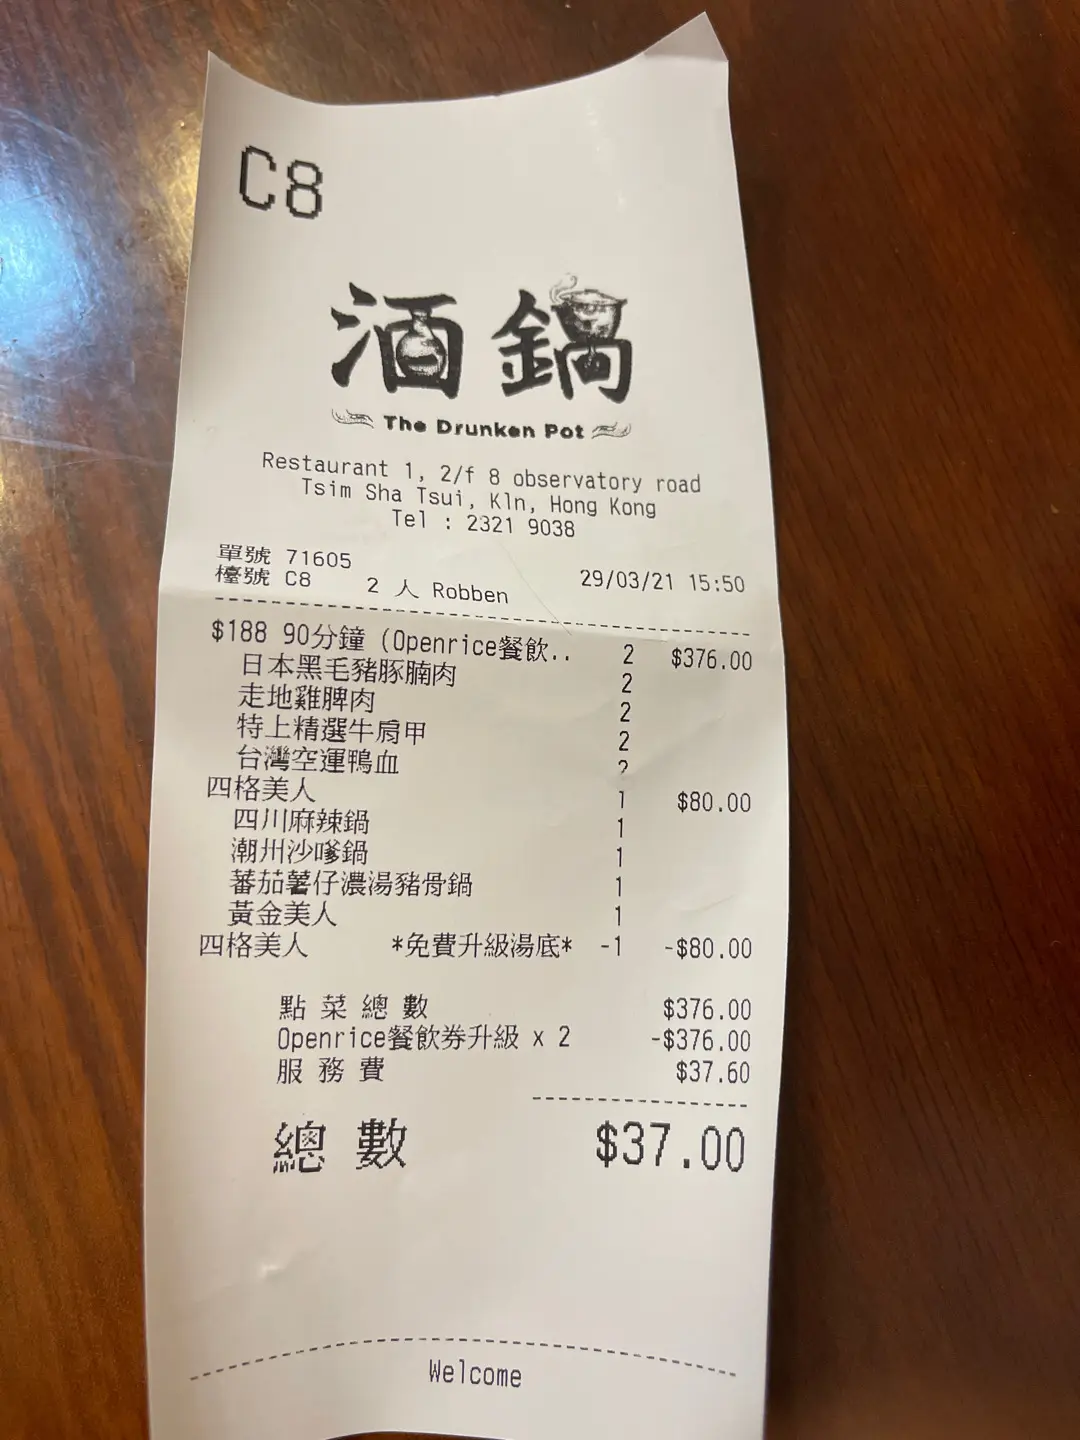 C8
酒鍋
The Drunken Pot
Restaurant 1, 2/f 8 observatory road
Tsim Sha Tsui, Kln, Hong Kong
Tel : 2321 9038
單號 71605
檯號 C8 2 人 Robben 29/03/21 15:50
$188 90分鐘 (Openrice餐飲.. 2 $376.00
日本黑毛豬豚腩肉 2
走地雞脾肉 2
特上精選牛肩甲 2
台灣空運鴨血 2
四格美人 1 $80.00
四川麻辣鍋 1
潮州沙嗲鍋 1
蕃茄薯仔濃湯豬骨鍋 1
黃金美人 1
四格美人 *免費升級湯底* -1 -$80.00
點菜總數 $376.00
Openrice餐飲券升級 x 2 -$376.00
服務費 $37.60
總數 $37.00
Welcome